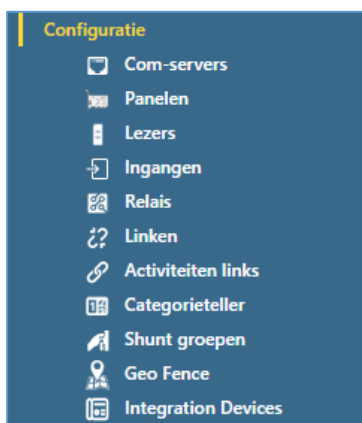 Configuratie
Com-servers
Panelen
Lezers
Ingangen
Relais
Linken
Activiteiten links
Categorieteller
Shunt groepen
Geo Fence
Integration Devices